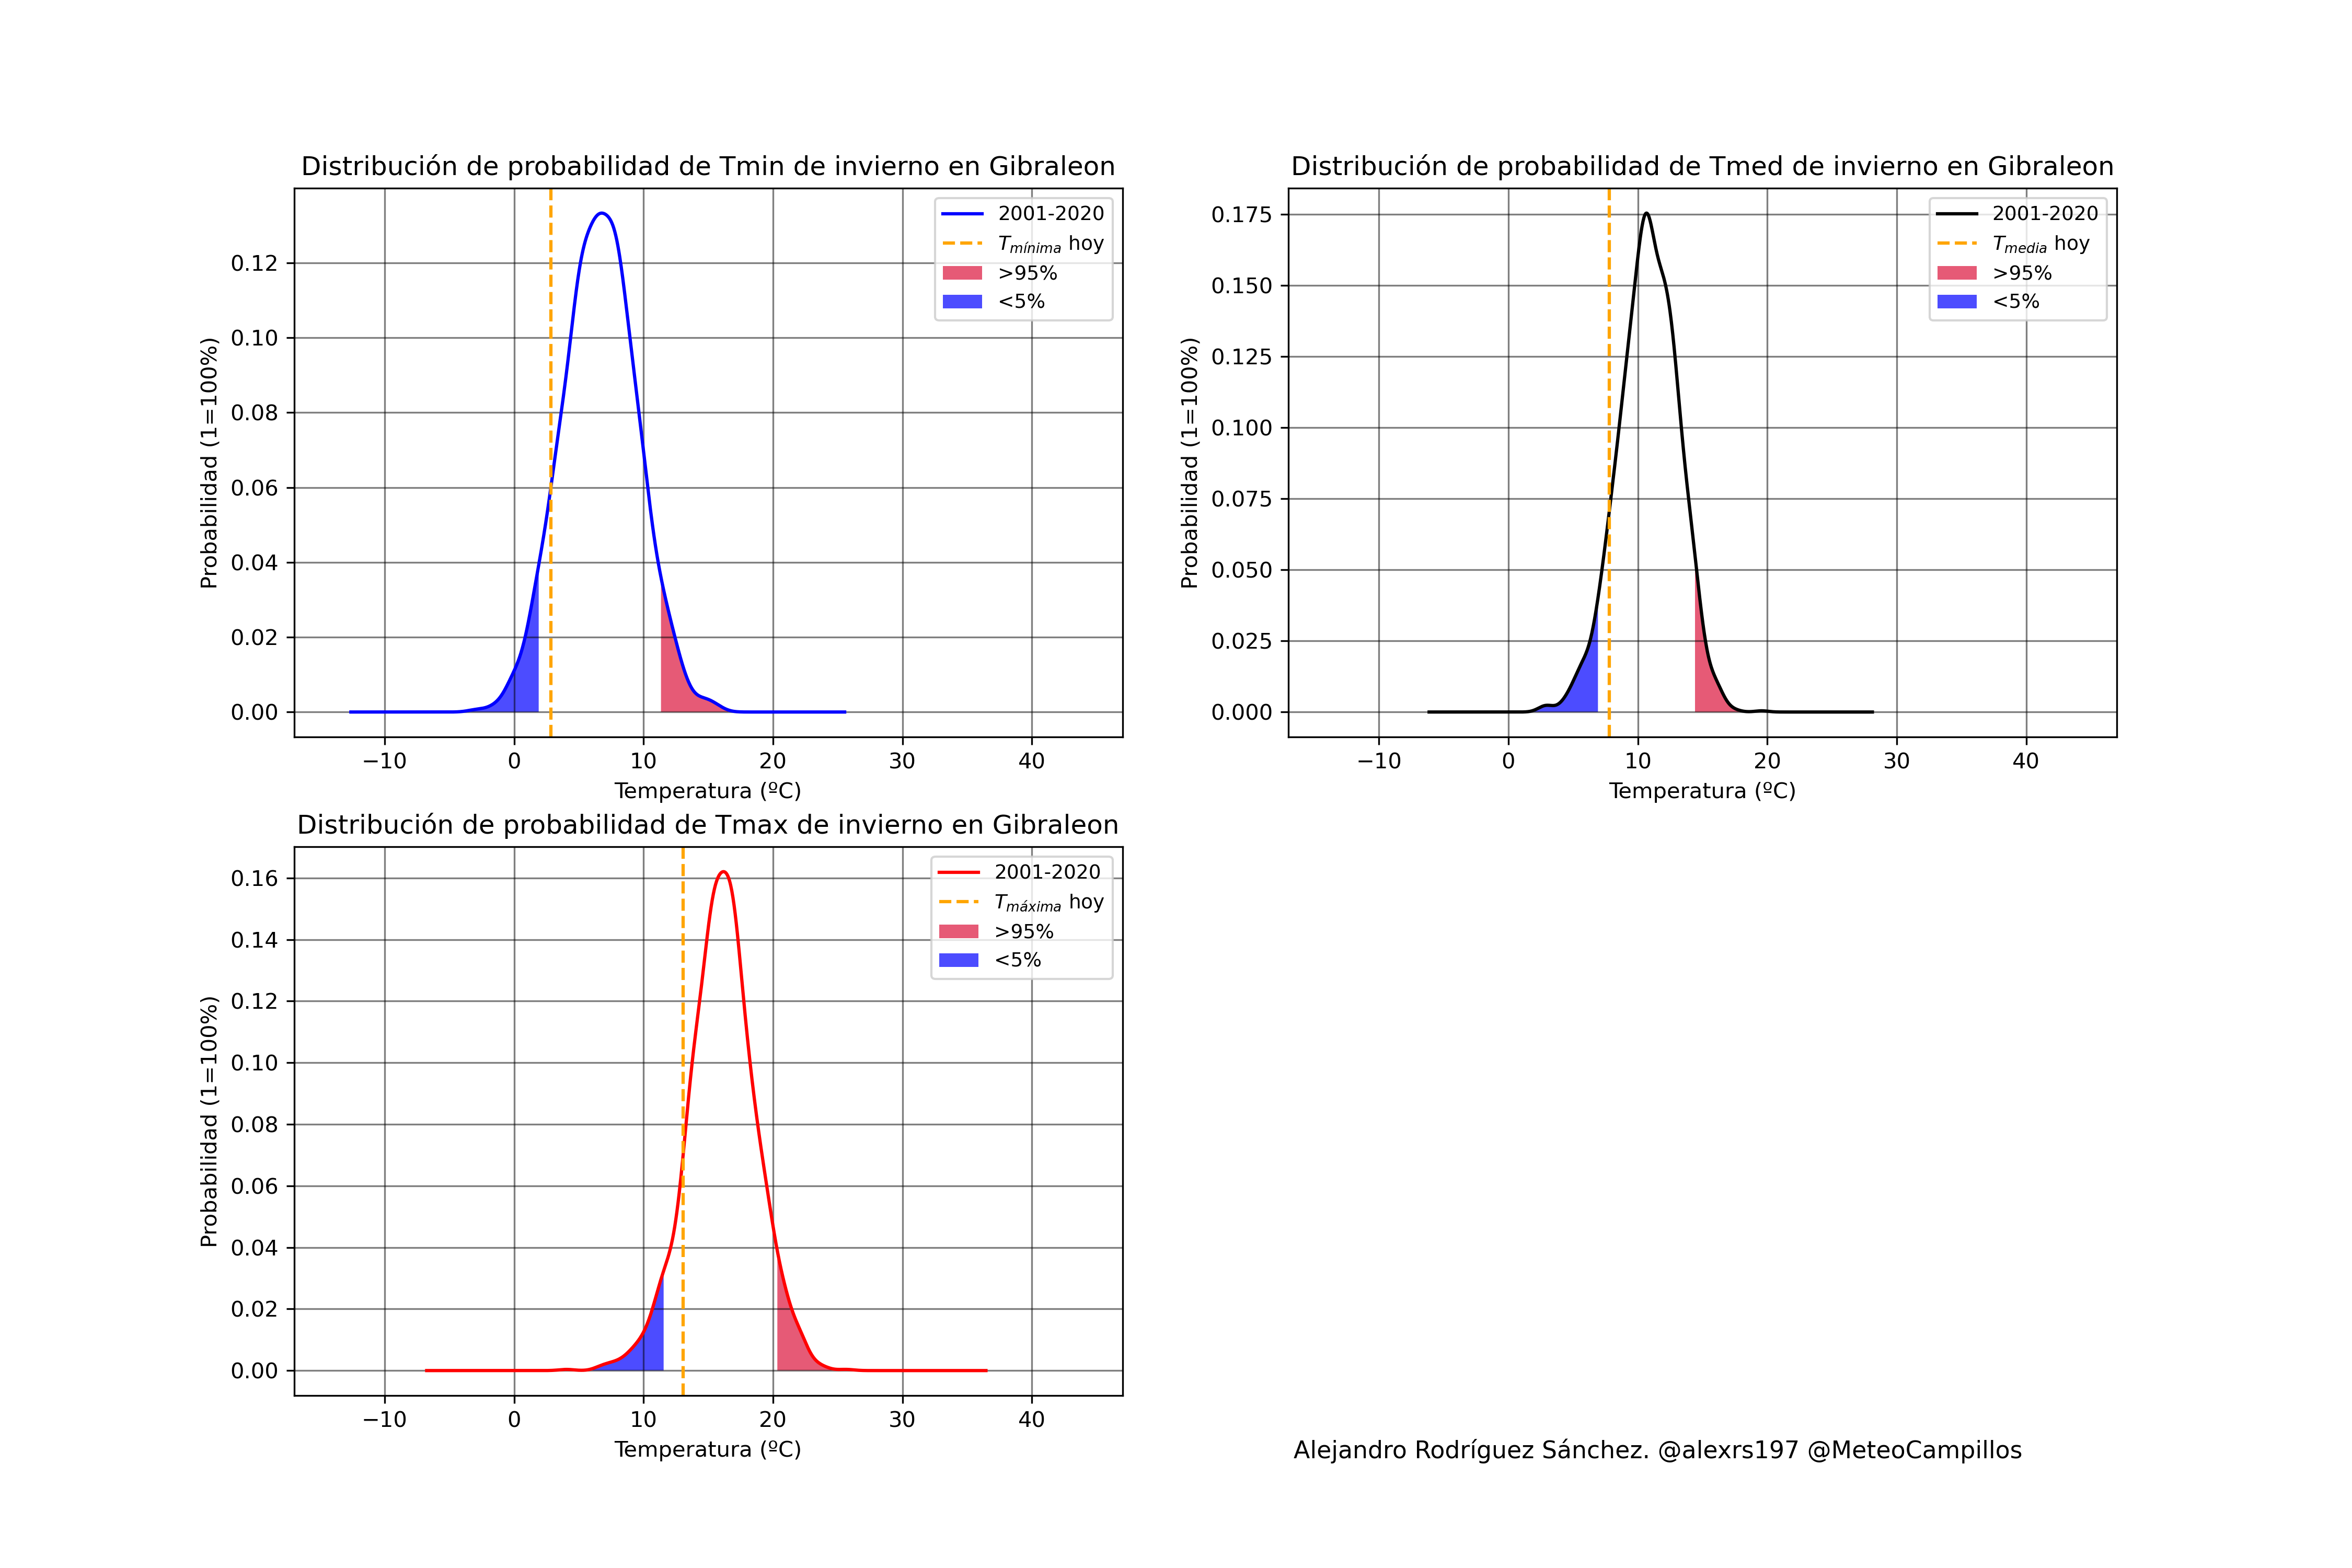 Distribución de probabilidad de Tmin de invierno en Gibraleon
2001-2020
Tmínima hoy
>95%
<5%
0.12
0.10
0.08
0.06
0.04
0.02
0.00
Probabilidad (1=100%)
−10 0 10 20 30 40
Temperatura (ºC)
Distribución de probabilidad de Tmed de invierno en Gibraleon
2001-2020
Tmedia hoy
>95%
<5%
0.175
0.150
0.125
0.100
0.075
0.050
0.025
0.000
Probabilidad (1=100%)
−10 0 10 20 30 40
Temperatura (ºC)
Distribución de probabilidad de Tmax de invierno en Gibraleon
2001-2020
Tmáxima hoy
>95%
<5%
0.16
0.14
0.12
0.10
0.08
0.06
0.04
0.02
0.00
Probabilidad (1=100%)
−10 0 10 20 30 40
Temperatura (ºC)
Alejandro Rodríguez Sánchez. @alexrs197 @MeteoCampillos